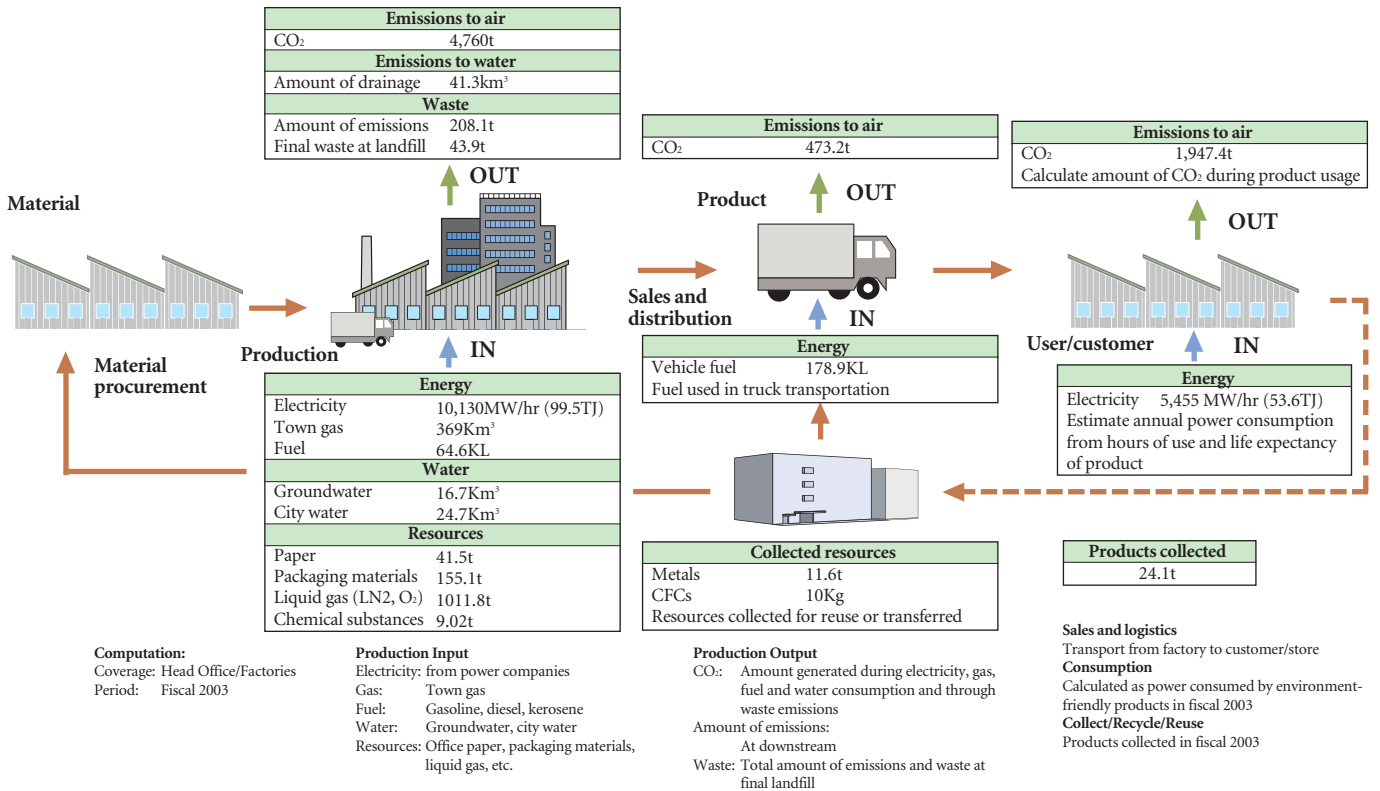 Emissions to air
CO₂ 4,760t
Emissions to water
Amount of drainage 41.3km³
Waste
Amount of emissions 208.1t
Final waste at landfill 43.9t
OUT
Emissions to air
CO₂ 473.2t
OUT
Emissions to air
CO₂ 1,947.4t
Calculate amount of CO₂ during product usage
OUT
Material
Product
Sales and
distribution
Production
IN
IN
User/customer
IN
Material
procurement
Energy
Electricity 10,130MW/hr (99.5TJ)
Town gas 369Km³
Fuel 64.6KL
Water
Groundwater 16.7Km³
City water 24.7Km³
Resources
Paper 41.5t
Packaging materials 155.1t
Liquid gas (LN2, O₂) 1011.8t
Chemical substances 9.02t
Energy
Vehicle fuel 178.9KL
Fuel used in truck transportation
Energy
Electricity 5,455 MW/hr (53.6TJ)
Estimate annual power consumption
from hours of use and life expectancy
of product
Collected resources
Metals 11.6t
CFCs 10Kg
Resources collected for reuse or transferred
Products collected
24.1t
Computation:
Coverage: Head Office/Factories
Period: Fiscal 2003
Production Input
Electricity: from power companies
Gas: Town gas
Fuel: Gasoline, diesel, kerosene
Water: Groundwater, city water
Resources: Office paper, packaging materials,
liquid gas, etc.
Production Output
CO₂: Amount generated during electricity, gas,
fuel and water consumption and through
waste emissions
Amount of emissions:
At downstream
Waste: Total amount of emissions and waste at
final landfill
Sales and logistics
Transport from factory to customer/store
Consumption
Calculated as power consumed by environment-
friendly products in fiscal 2003
Collect/Recycle/Reuse
Products collected in fiscal 2003